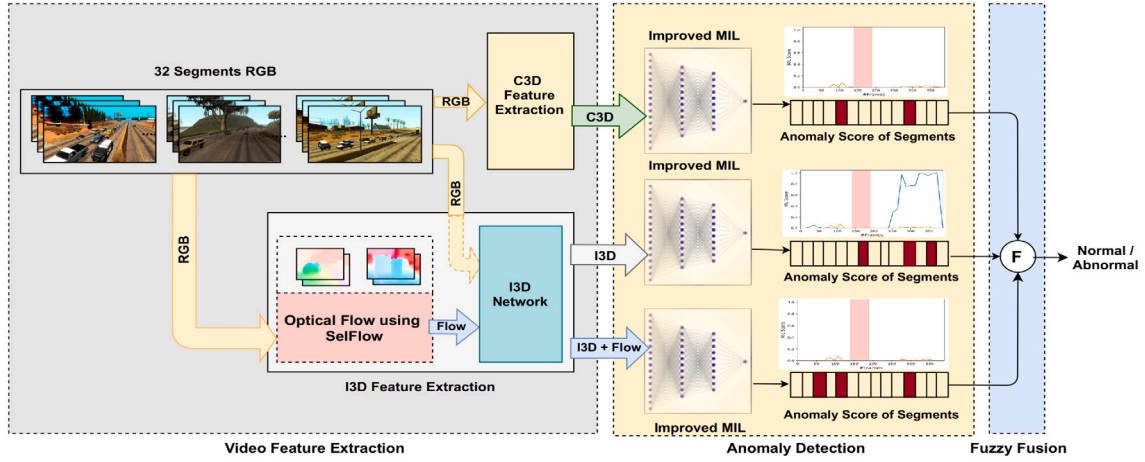 32 Segments RGB
...
RGB
C3D
Feature
Extraction
C3D
RGB
RGB
Optical Flow using
SelFlow
Flow
I3D
Network
I3D Feature Extraction
I3D
I3D + Flow
Video Feature Extraction
Improved MIL
Anomaly Score of Segments
Improved MIL
Anomaly Score of Segments
Improved MIL
Anomaly Score of Segments
Anomaly Detection
F
Normal /
Abnormal
Fuzzy Fusion